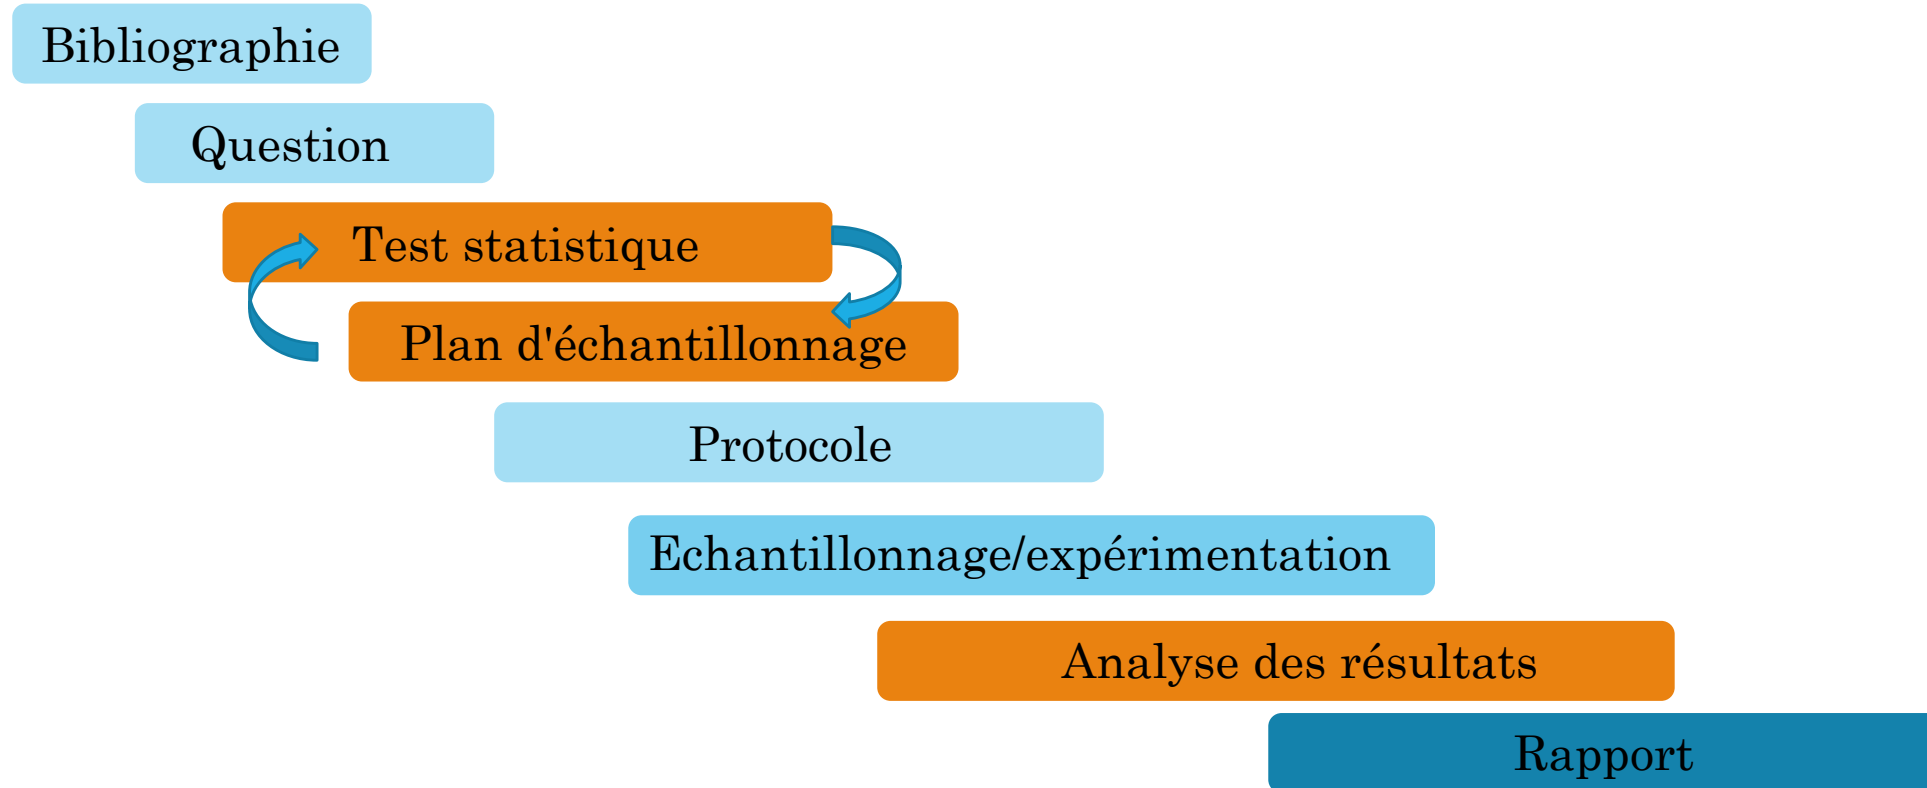 Bibliographie
Question
Test statistique
Plan d'échantillonnage
Protocole
Echantillonnage/expérimentation
Analyse des résultats
Rapport